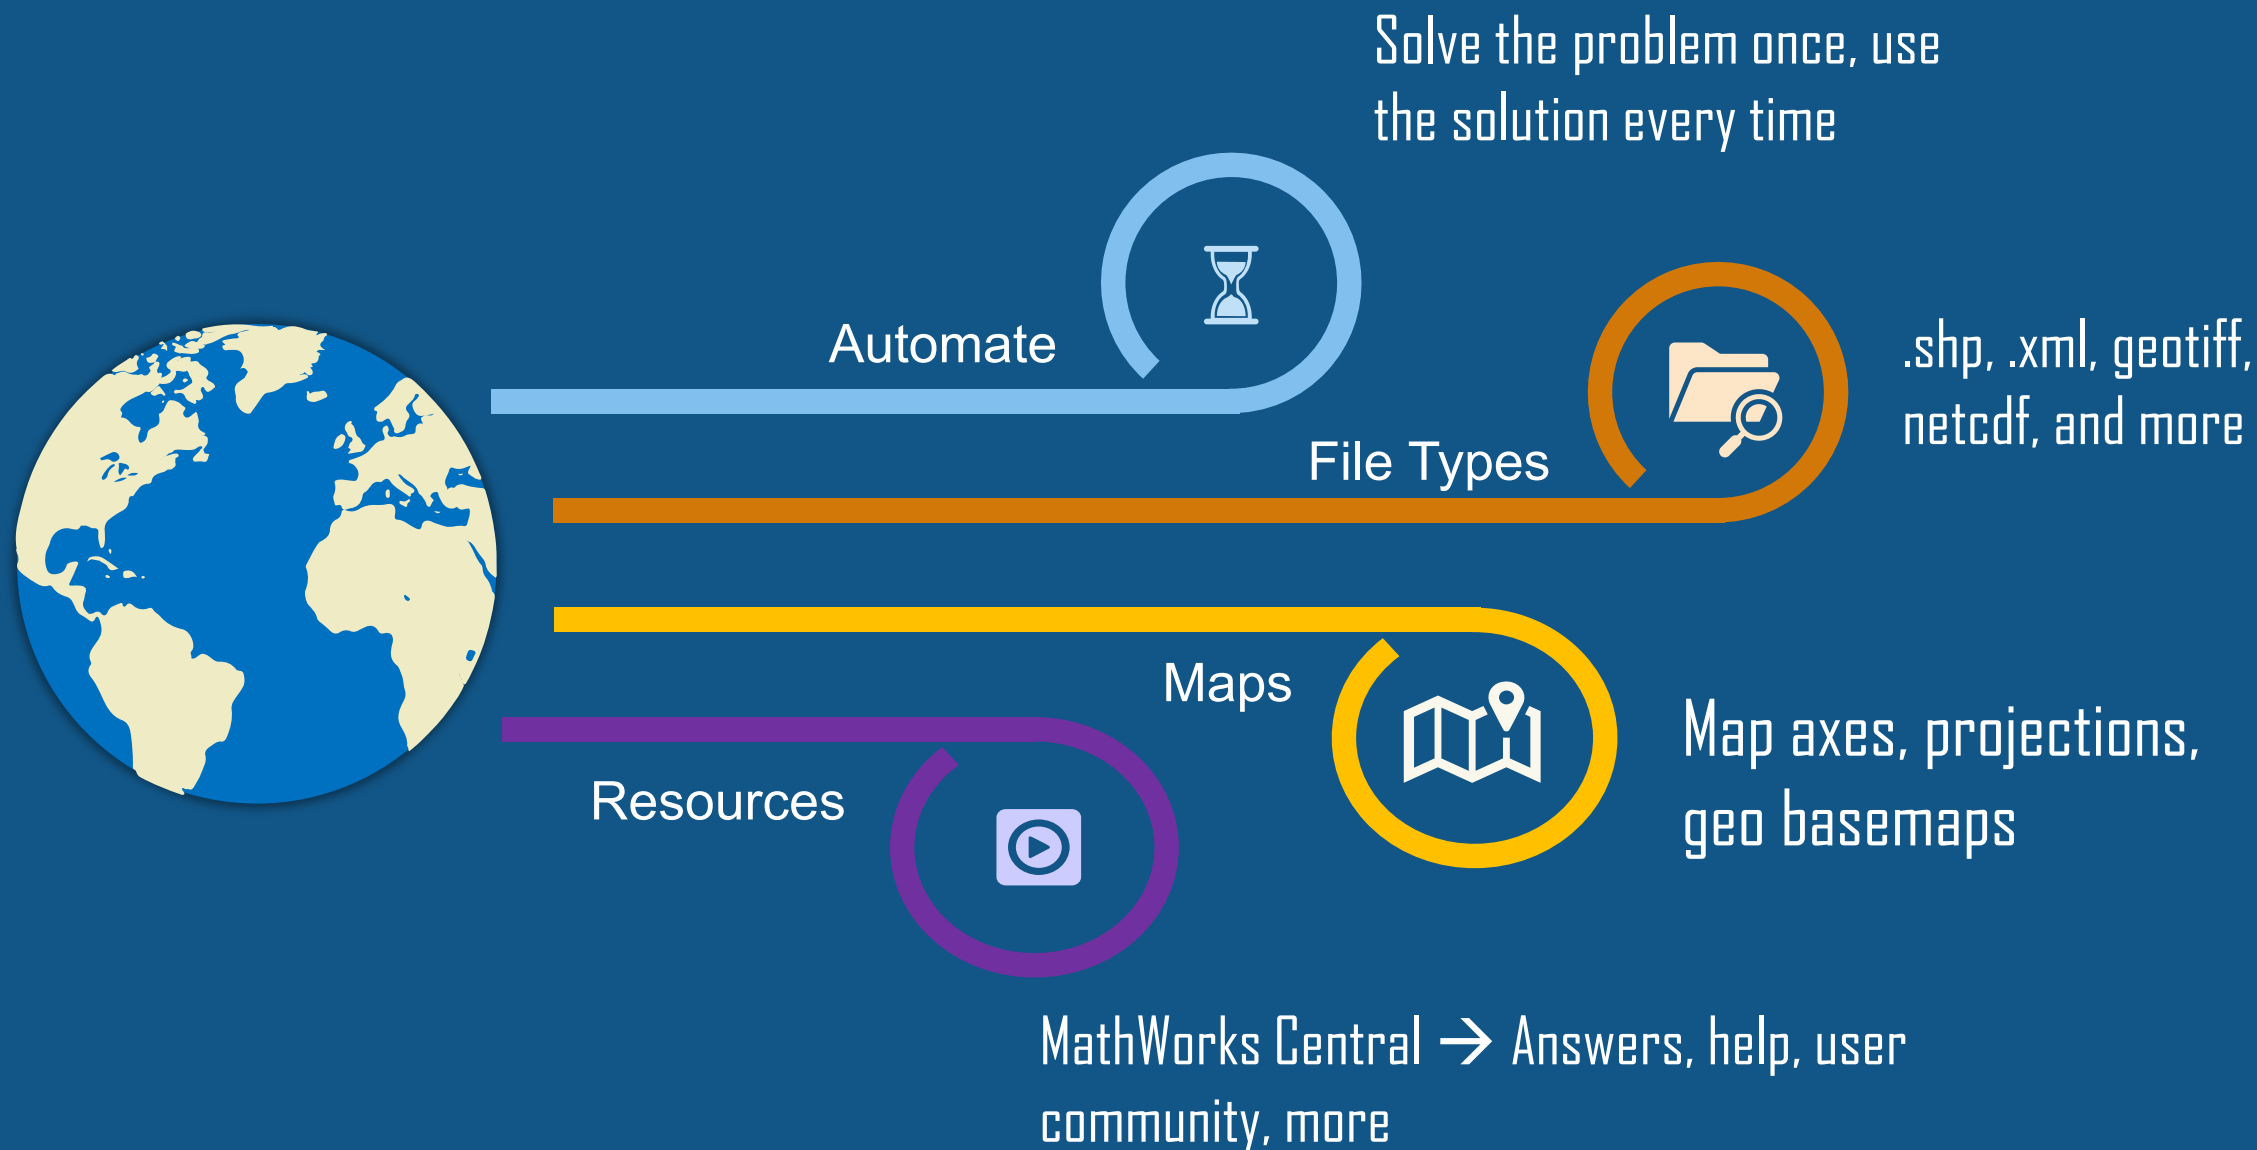 Solve the problem once, use
the solution every time
Automate
.shp, .xml, geotiff,
netcdf, and more
File Types
Maps
Map axes, projections,
geo basemaps
Resources
MathWorks Central → Answers, help, user
community, more